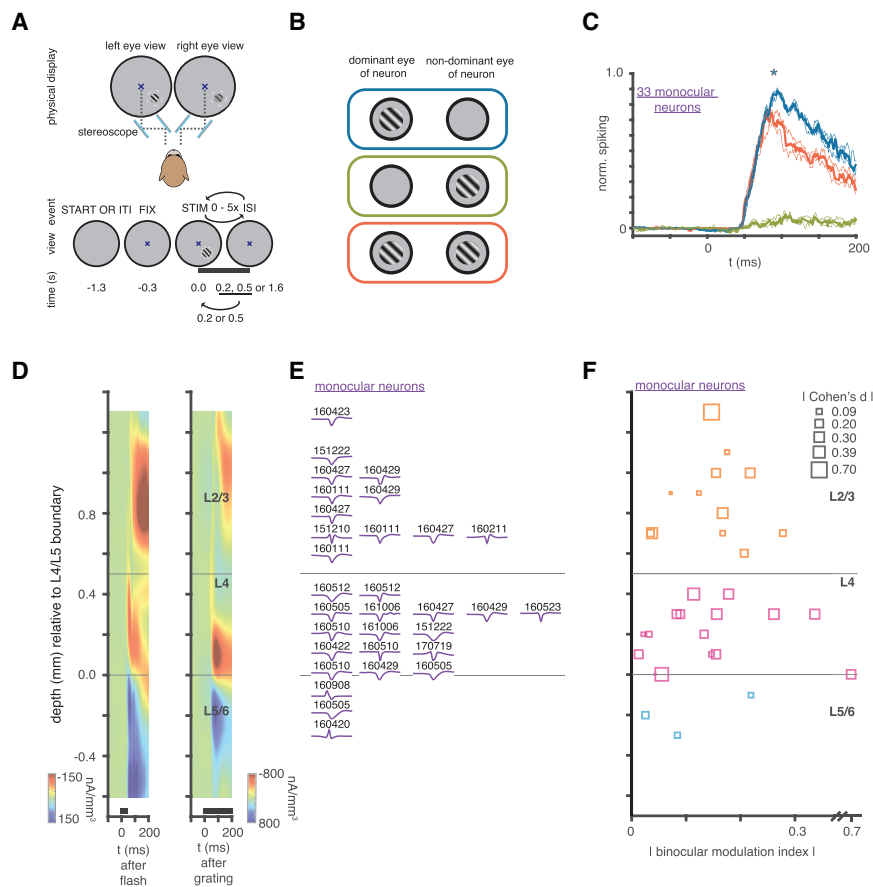 A
left eye view
right eye view
physical display
stereoscope
event
START OR ITI
FIX
STIM
0 - 5x
ISI
view
time (s)
-1.3
-0.3
0.0
0.2, 0.5 or 1.6
0.2 or 0.5
B
dominant eye
of neuron
non-dominant eye
of neuron
C
*
1.0
33 monocular
neurons
norm. spiking
0
0
200
t (ms)
D
depth (mm) relative to L4/L5 boundary
0.8
0.4
0.0
-0.4
L2/3
L4
L5/6
-150
150
nA/mm³
-800
800
nA/mm³
0
200
t (ms)
after
flash
0
200
t (ms)
after
grating
E
monocular neurons
160423
151222
160427 160429
160111 160429
160427
151210 160111 160427 160211
160111
160512 160512
160505 161006 160427 160429 160523
160510 161006 151222
160422 160510 170719
160510 160429 160505
160908
160505
160420
F
monocular neurons
I Cohen's d I
0.09
0.20
0.30
0.39
0.70
L2/3
L4
L5/6
0
0.3
0.7
I binocular modulation index I